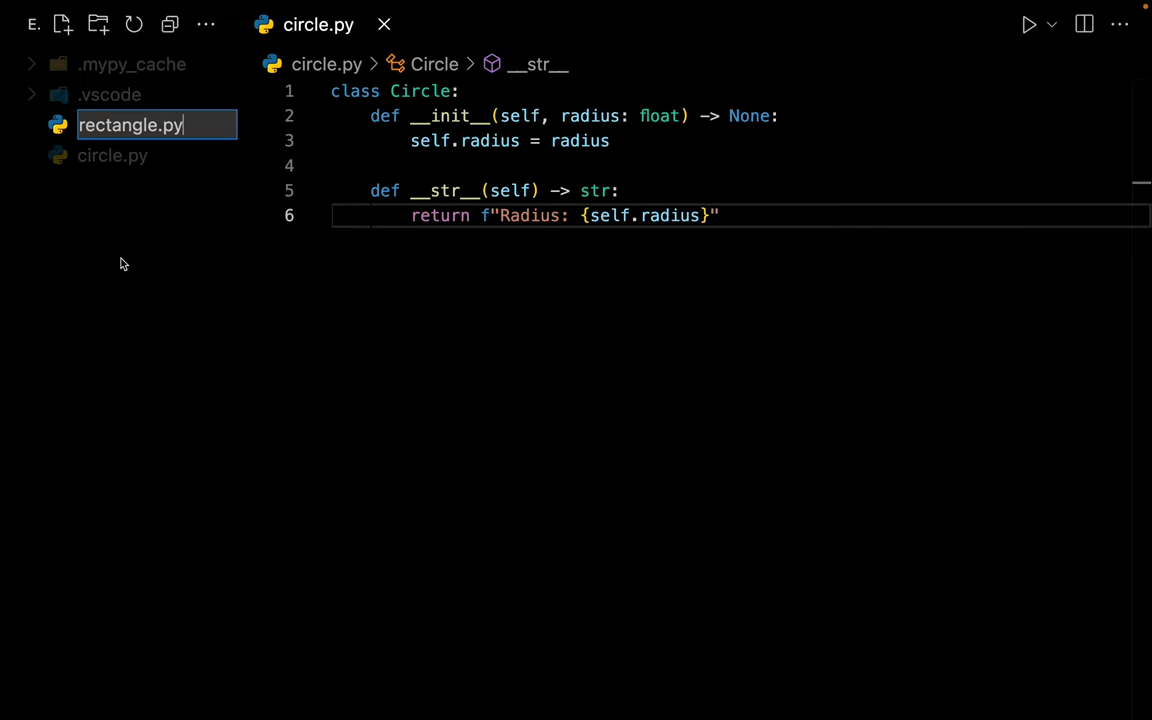 E. ... circle.py
.mypy_cache
circle.py > Circle > __str__
.vscode
rectangle.py
circle.py
1 class Circle:
2     def __init__(self, radius: float) -> None:
3         self.radius = radius
4
5     def __str__(self) -> str:
6         return f"Radius: {self.radius}"